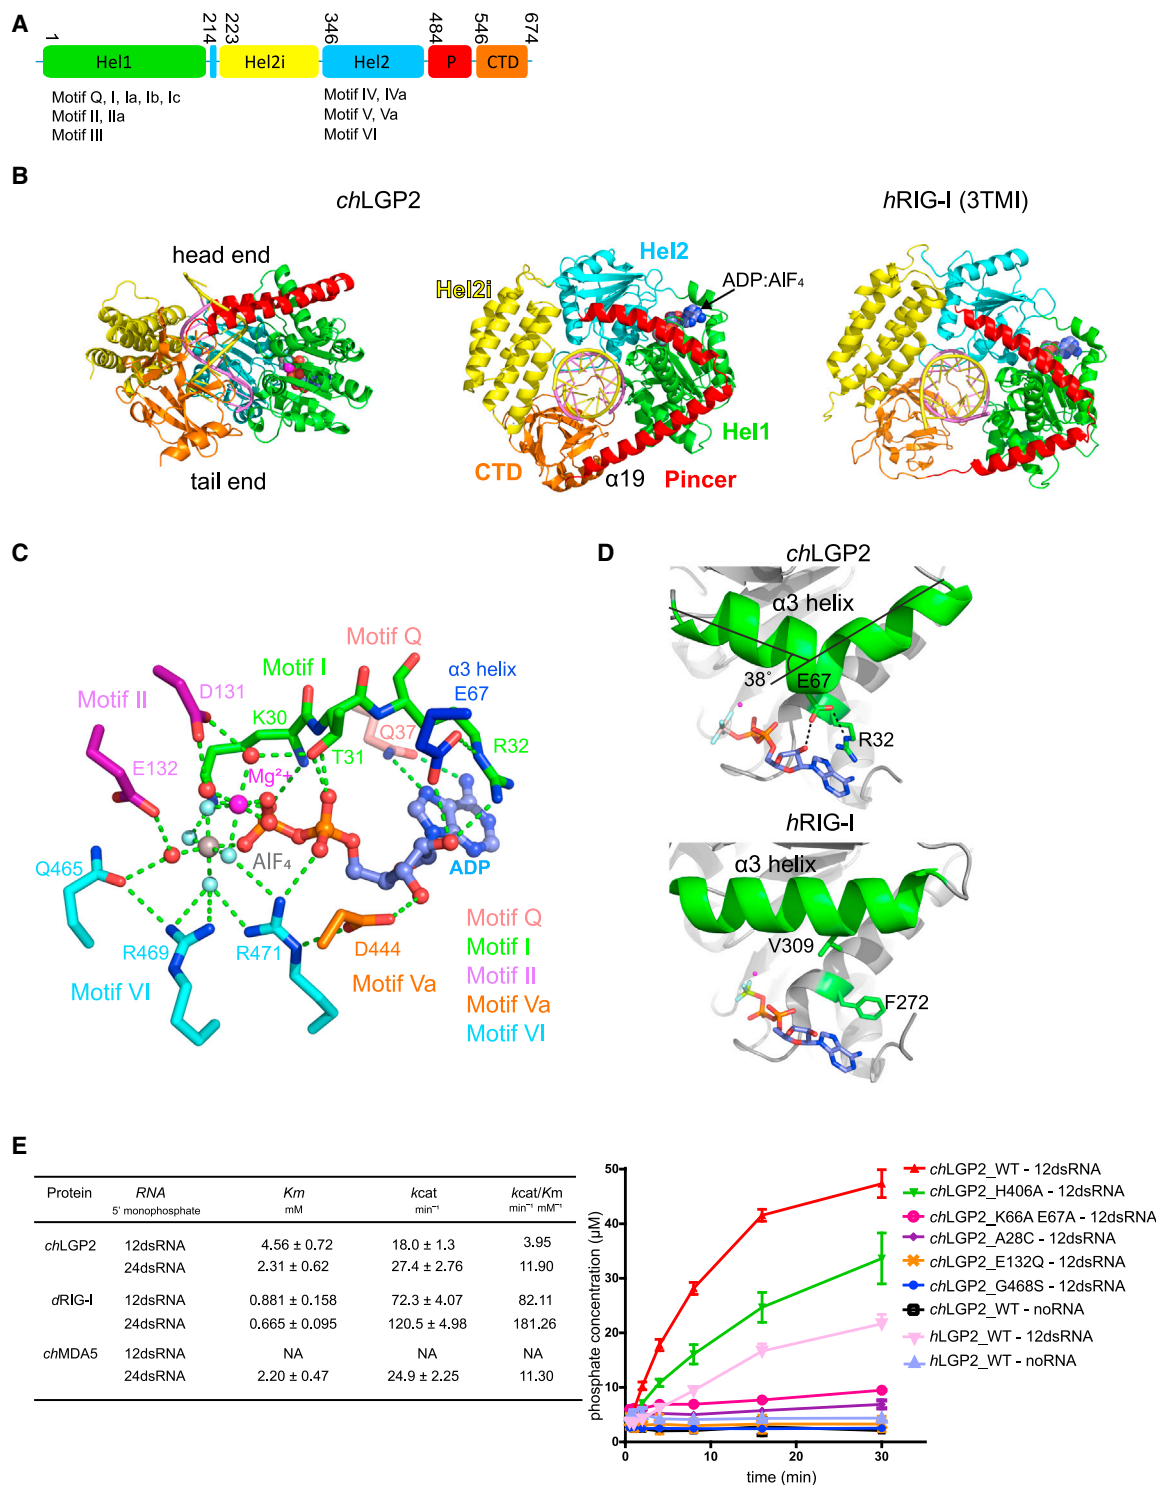 A
1 214 223 346 484 546 674
Hel1 Hel2i Hel2 P CTD
Motif Q, I, Ia, Ib, Ic
Motif II, IIa
Motif III
Motif IV, IVa
Motif V, Va
Motif VI
B
chLGP2
hRIG-I (3TMI)
head end
tail end
Hel2i
Hel2
ADP:AlF₄
Hel1
CTD
α19
Pincer
C
Motif Q
Motif I
α3 helix
E67
Motif II
D131
K30
Q37
R32
T31
E132
Mg²⁺
AlF₄
ADP
Q465
R469
R471
D444
Motif VI
Motif Va
Motif Q
Motif I
Motif II
Motif Va
Motif VI
D
chLGP2
α3 helix
38°
E67
R32
hRIG-I
α3 helix
V309
F272
E
Protein RNA Km kcat kcat/Km
5' monophosphate mM min⁻¹ min⁻¹ mM⁻¹
chLGP2 12dsRNA 4.56 ± 0.72 18.0 ± 1.3 3.95
24dsRNA 2.31 ± 0.62 27.4 ± 2.76 11.90
dRIG-I 12dsRNA 0.881 ± 0.158 72.3 ± 4.07 82.11
24dsRNA 0.665 ± 0.095 120.5 ± 4.98 181.26
chMDA5 12dsRNA NA NA NA
24dsRNA 2.20 ± 0.47 24.9 ± 2.25 11.30
phosphate concentration (μM)
50
40
30
20
10
0
0 10 20 30
time (min)
chLGP2_WT - 12dsRNA
chLGP2_H406A - 12dsRNA
chLGP2_K66A E67A - 12dsRNA
chLGP2_A28C - 12dsRNA
chLGP2_E132Q - 12dsRNA
chLGP2_G468S - 12dsRNA
chLGP2_WT - noRNA
hLGP2_WT - 12dsRNA
hLGP2_WT - noRNA